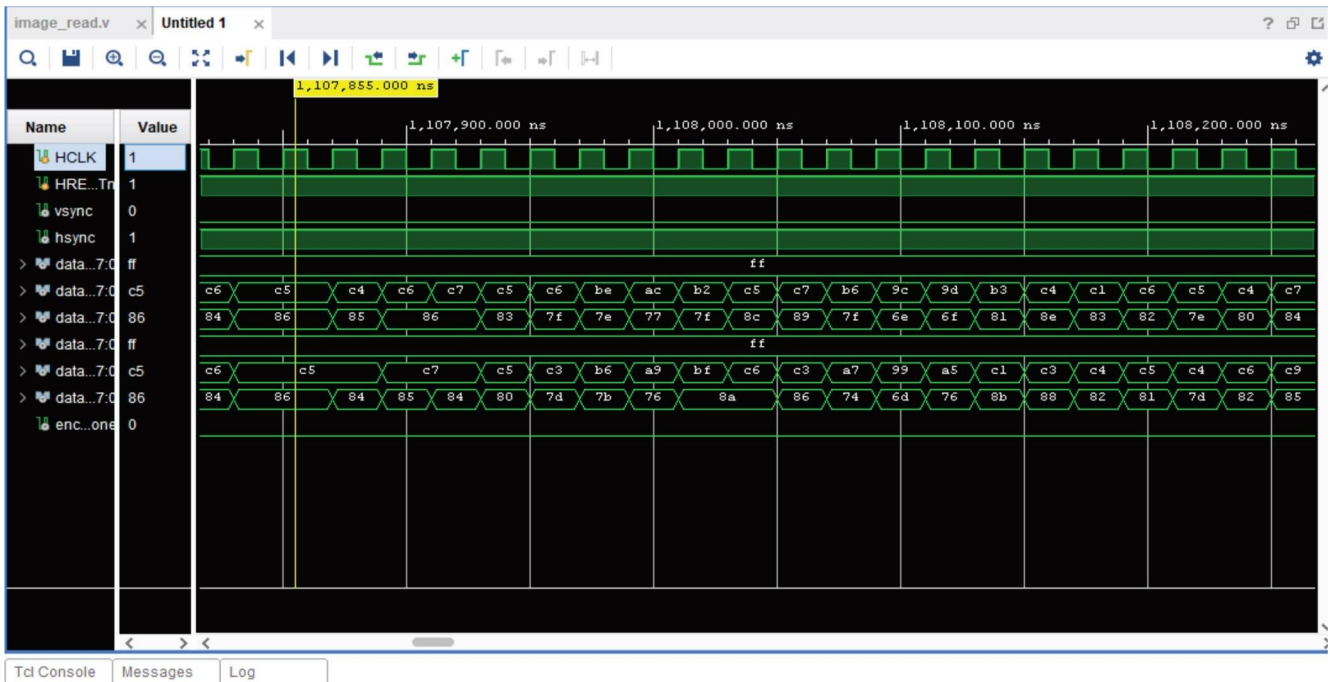 image_read.v × Untitled 1 × ?
1,107,855.000 ns
Name Value 1,107,900.000 ns 1,108,000.000 ns 1,108,100.000 ns 1,108,200.000 ns
HCLK 1
HRE...Tn 1
vsync 0
hsync 1
> data...7:0 ff ff
> data...7:0 c5 c6 c5 c4 c6 c7 c5 c6 be ac b2 c5 c7 b6 9c 9d b3 c4 c1 c6 c5 c4 c7
> data...7:0 86 84 86 85 86 83 7f 7e 77 7f 8c 89 7f 6e 6f 81 8e 83 82 7e 80 84
> data...7:0 ff ff
> data...7:0 c5 c6 c5 c7 c5 c3 b6 a9 bf c6 c3 a7 99 a5 c1 c3 c4 c5 c4 c6 c9
> data...7:0 86 84 86 84 85 84 80 7d 7b 76 8a 86 74 6d 76 8b 88 82 81 7d 82 85
enc...one 0
Tcl Console Messages Log